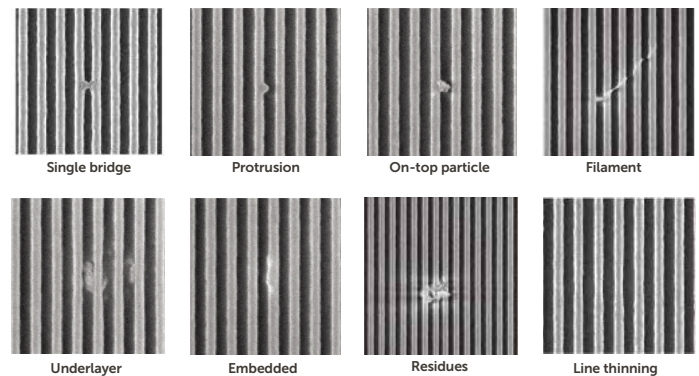 Single bridge
Protrusion
On-top particle
Filament
Underlayer
Embedded
Residues
Line thinning